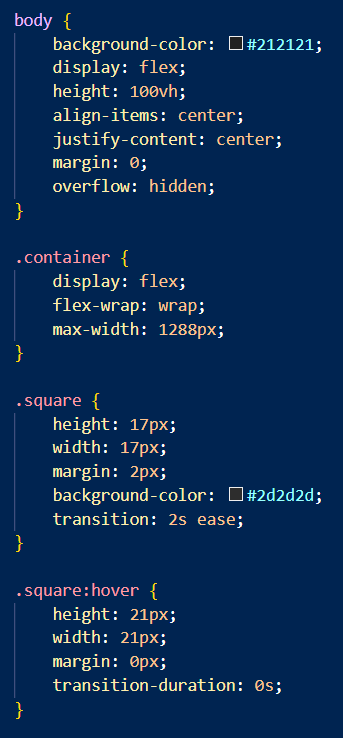 body {
    background-color: #212121;
    display: flex;
    height: 100vh;
    align-items: center;
    justify-content: center;
    margin: 0;
    overflow: hidden;
}

.container {
    display: flex;
    flex-wrap: wrap;
    max-width: 1288px;
}

.square {
    height: 17px;
    width: 17px;
    margin: 2px;
    background-color: #2d2d2d;
    transition: 2s ease;
}

.square:hover {
    height: 21px;
    width: 21px;
    margin: 0px;
    transition-duration: 0s;
}